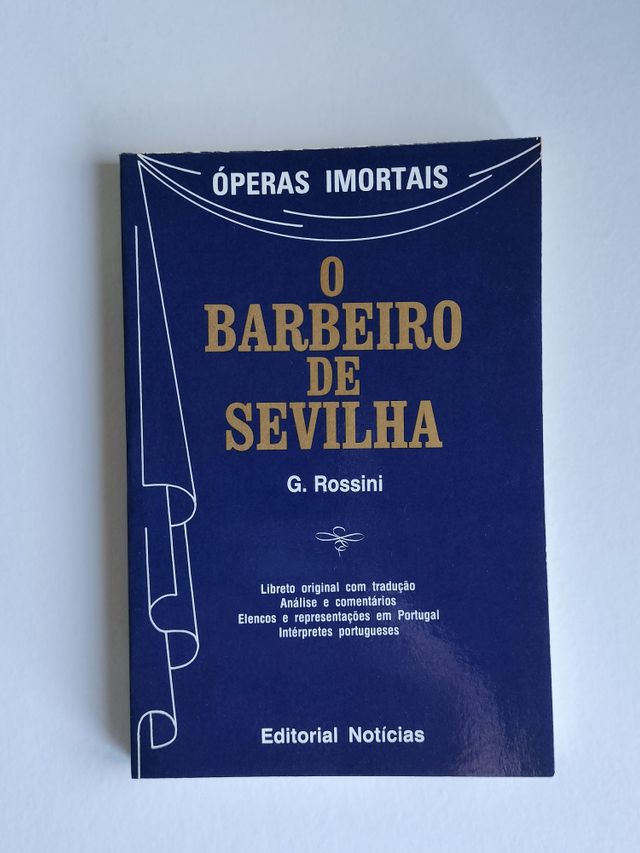 ÓPERAS IMORTAIS
O
BARBEIRO
DE
SEVILHA
G. Rossini
Libreto original com tradução
Análise e comentários
Elencos e representações em Portugal
Intérpretes portugueses
Editorial Notícias